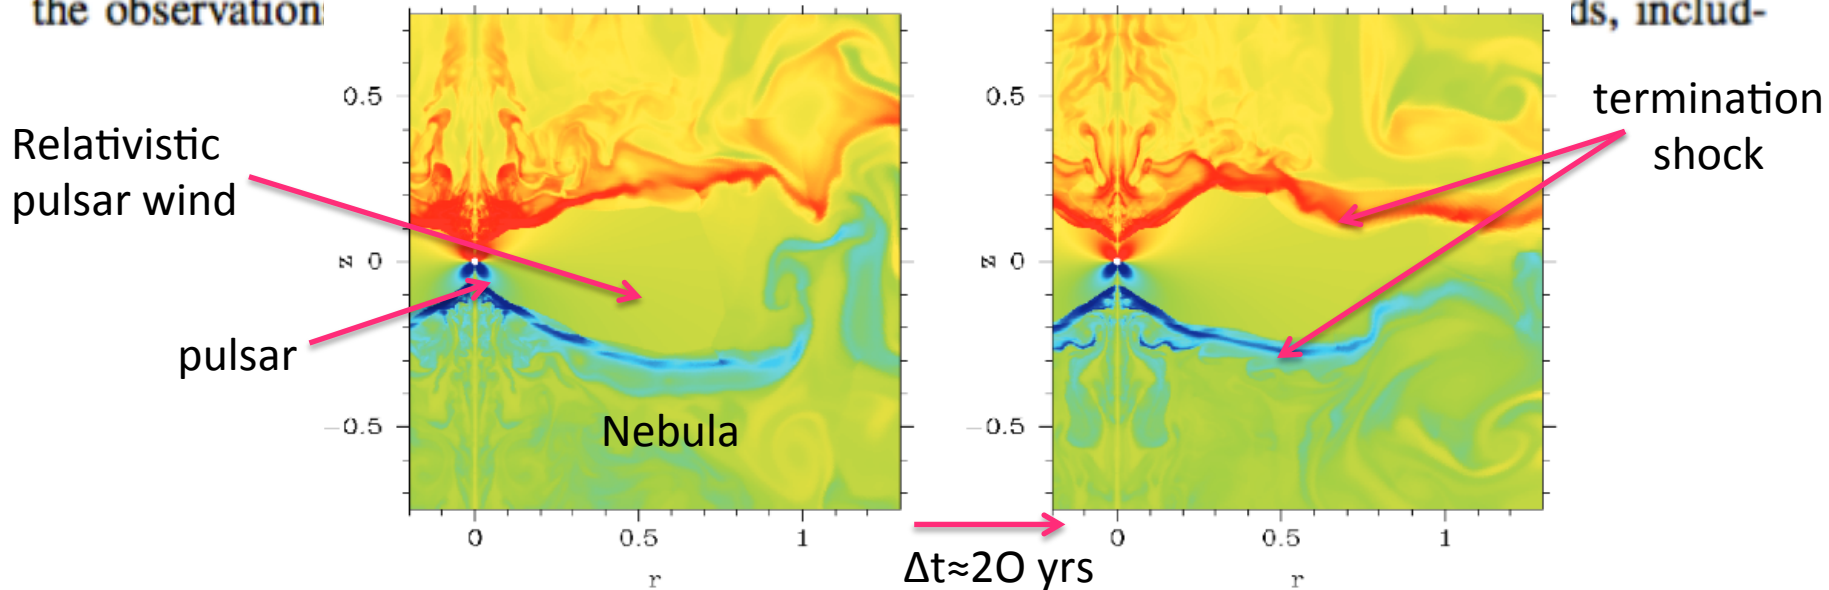 the observation
ds, includ-
Relativistic
pulsar wind
pulsar
Nebula
termination
shock
0.5
z 0
-0.5
0 0.5 1
r
0.5
z 0
-0.5
0 0.5 1
r
Δt≈2O yrs